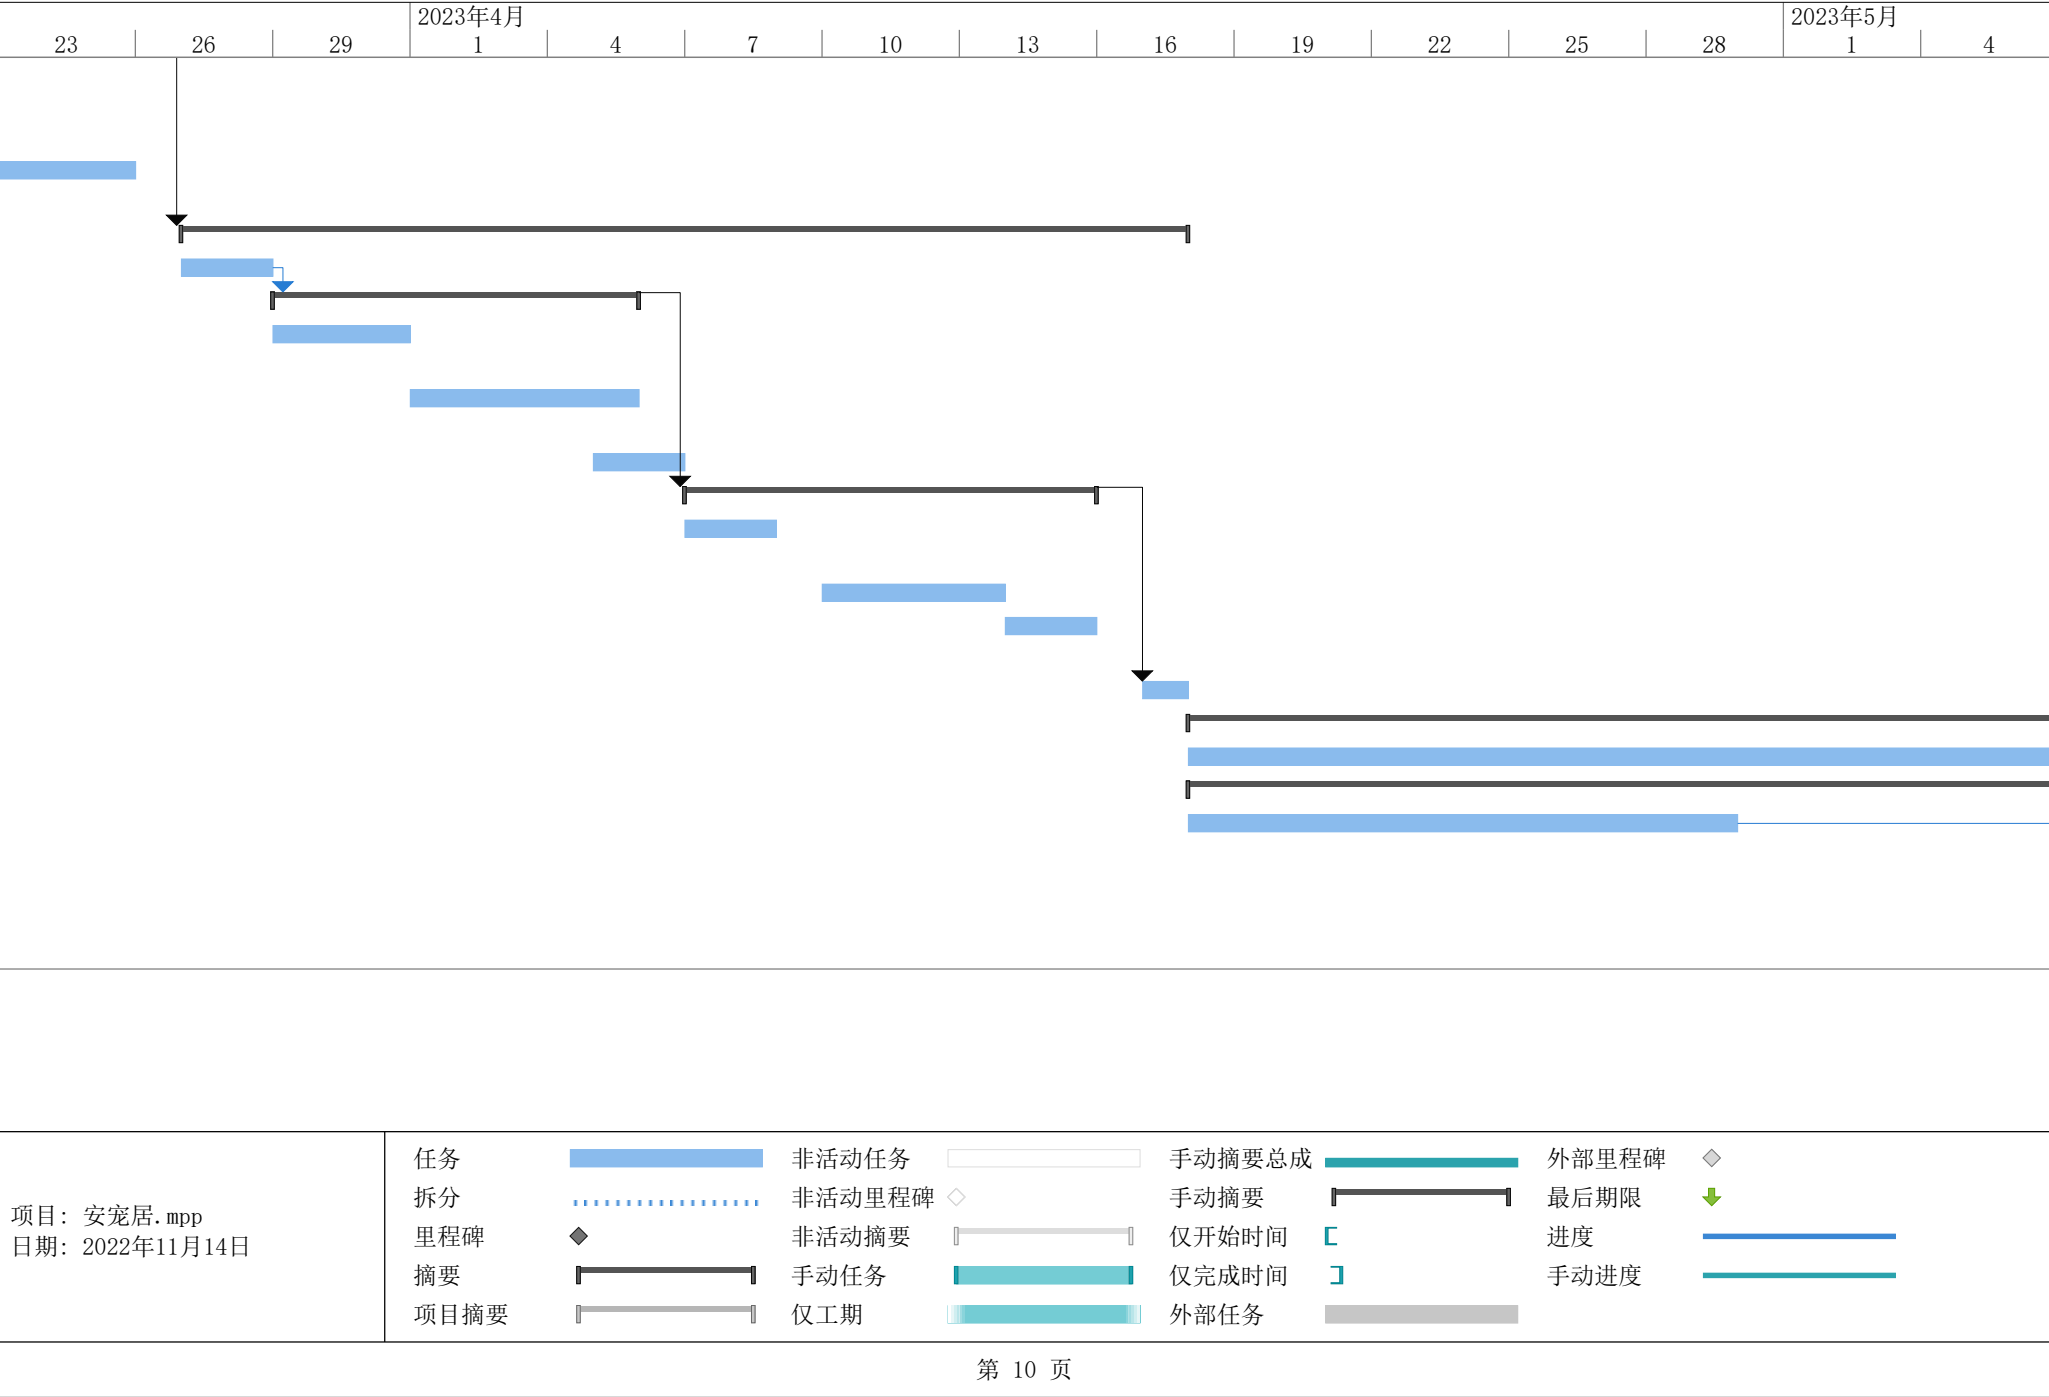 2023年4月 2023年5月
23 26 29 1 4 7 10 13 16 19 22 25 28 1 4
任务 非活动任务 手动摘要总成 外部里程碑
拆分 非活动里程碑 手动摘要 最后期限
项目: 安宠居.mpp
日期: 2022年11月14日
里程碑 非活动摘要 仅开始时间 进度
摘要 手动任务 仅完成时间 手动进度
项目摘要 仅工期 外部任务
第 10 页